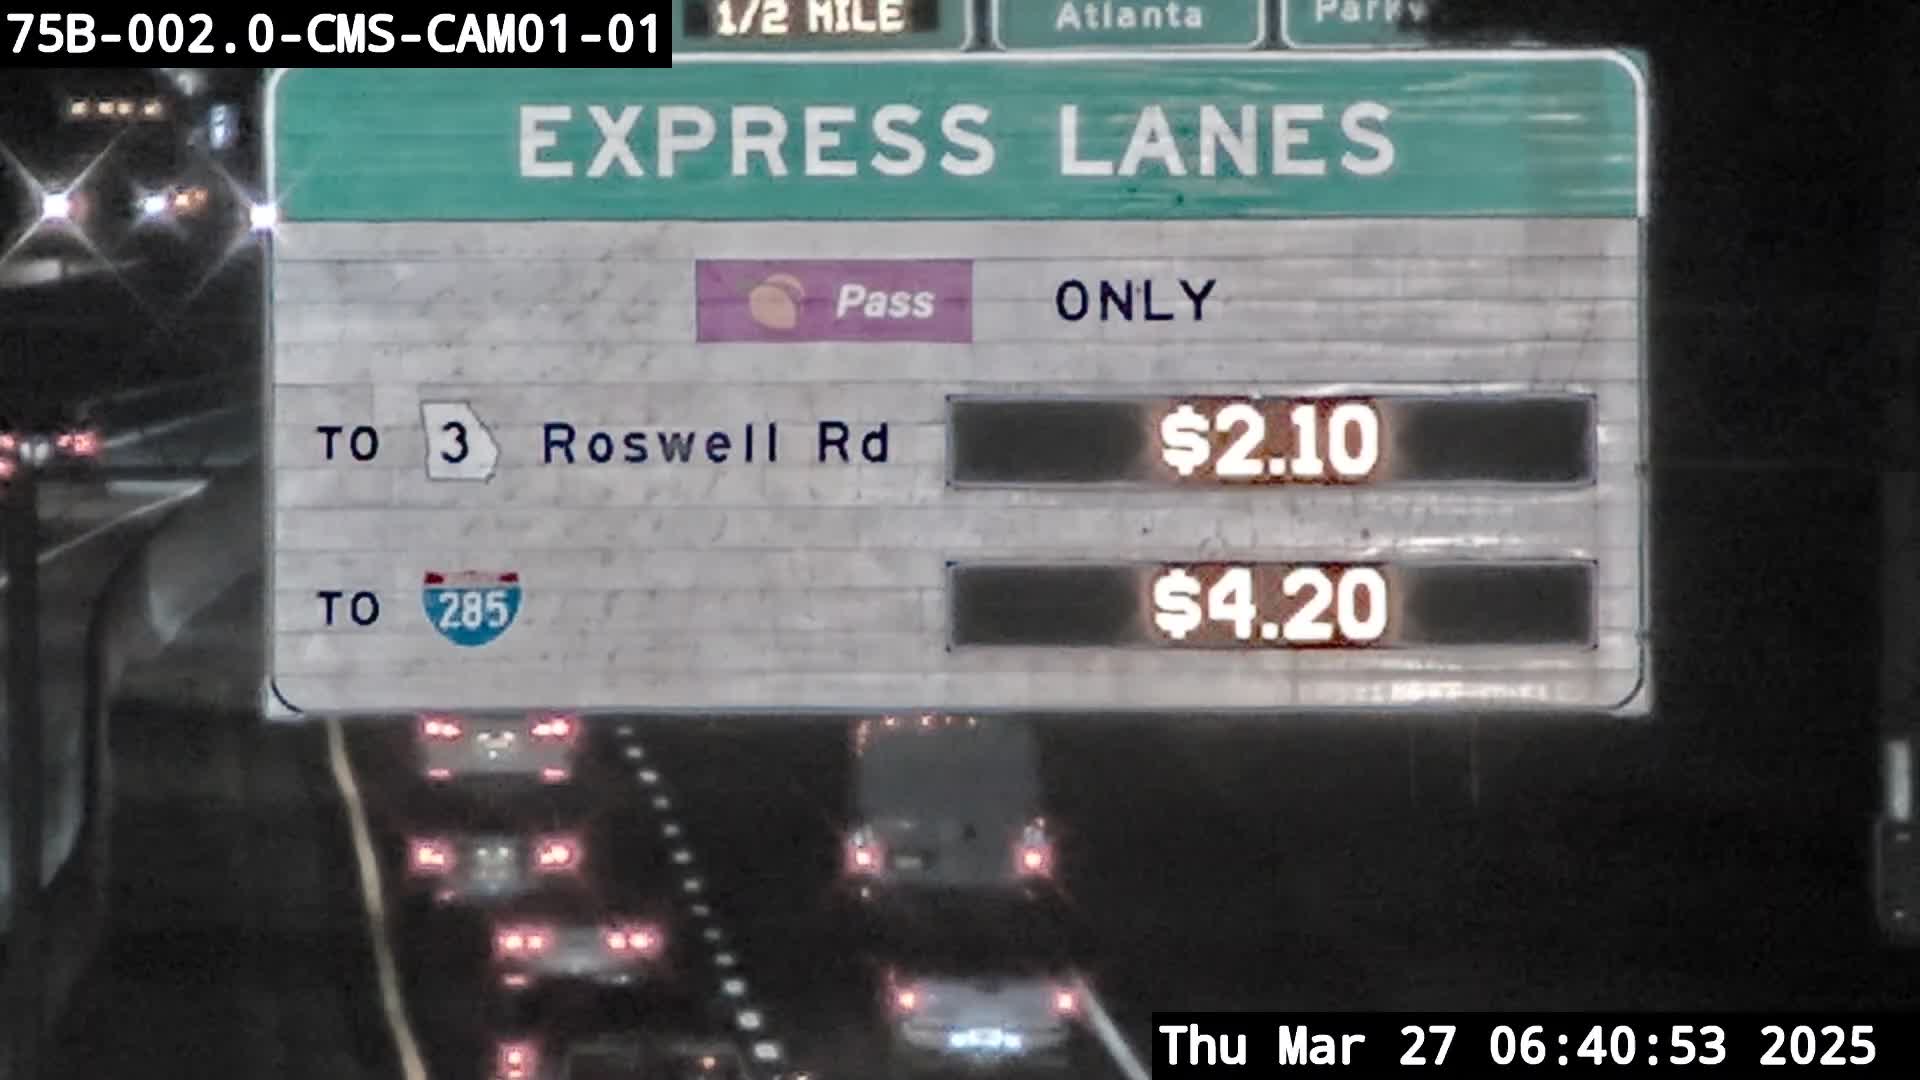 75B-002.0-CMS-CAM01-01
1/2 MILE
Atlanta
EXPRESS LANES
Pass ONLY
TO 3 Roswell Rd $2.10
TO 285 $4.20
Thu Mar 27 06:40:53 2025